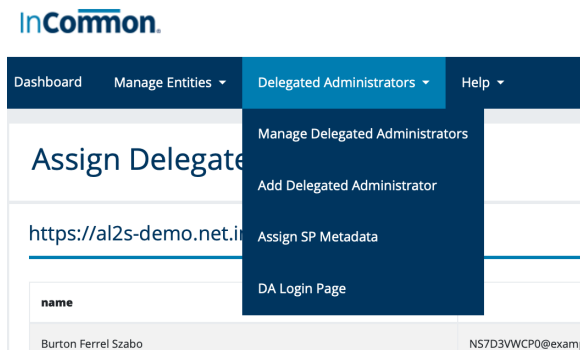 InCommon.
Dashboard Manage Entities Delegated Administrators Help
Manage Delegated Administrators
Assign
Add Delegated Administrator
https://al2s-demo.net.i
Assign SP Metadata
DA Login Page
name
Burton Ferrel Szabo NS7D3VWCP0@exam